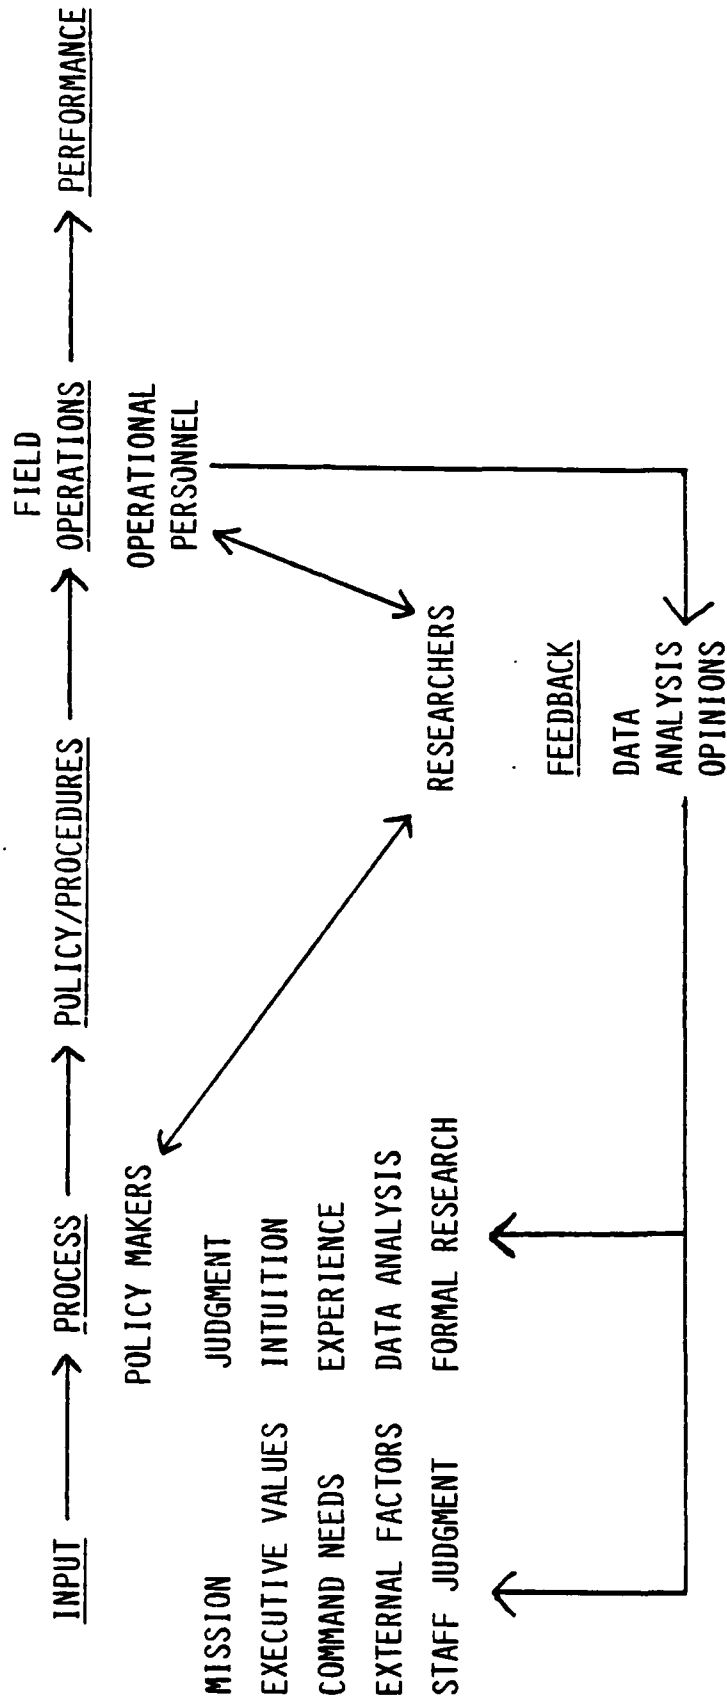 INPUT
PROCESS
POLICY/PROCEDURES
FIELD
OPERATIONS
PERFORMANCE
POLICY MAKERS
OPERATIONAL
PERSONNEL
MISSION
EXECUTIVE VALUES
COMMAND NEEDS
EXTERNAL FACTORS
STAFF JUDGMENT
JUDGMENT
INTUITION
EXPERIENCE
DATA ANALYSIS
FORMAL RESEARCH
RESEARCHERS
FEEDBACK
DATA
ANALYSIS
OPINIONS